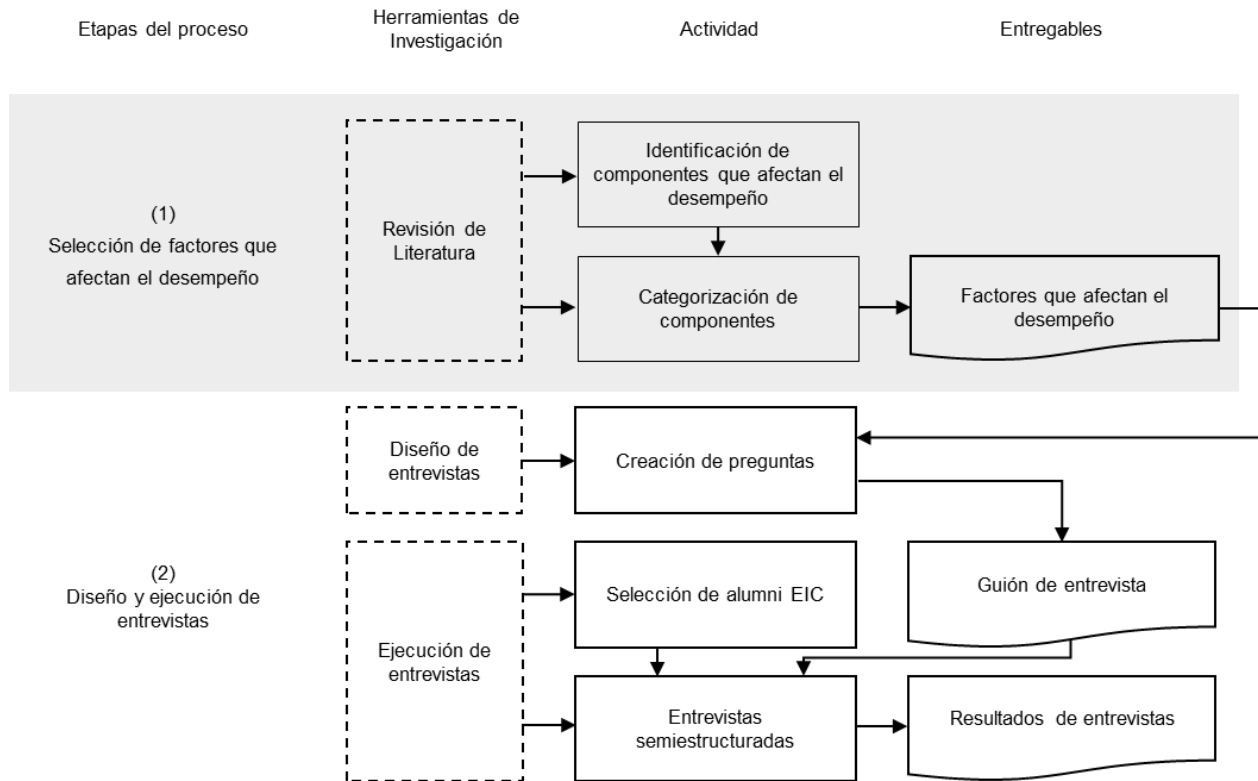 Etapas del proceso
Herramientas de
Investigación
Actividad
Entregables
(1)
Selección de factores que
afectan el desempeño
Revisión de
Literatura
Identificación de
componentes que afectan el
desempeño
Categorización de
componentes
Factores que afectan el
desempeño
(2)
Diseño y ejecución de
entrevistas
Diseño de
entrevistas
Creación de preguntas
Ejecución de
entrevistas
Selección de alumni EIC
Guión de entrevista
Entrevistas
semiestructuradas
Resultados de entrevistas